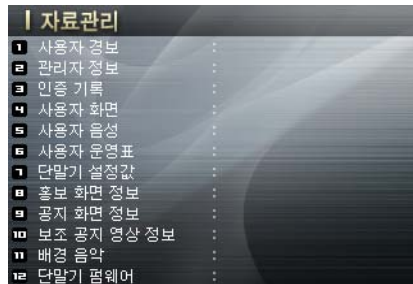 자료관리
1 사용자 경보 :
2 관리자 정보 :
3 인증 기록 :
4 사용자 화면 :
5 사용자 음성 :
6 사용자 운영표 :
7 단말기 설정값 :
8 홍보 화면 정보 :
9 공지 화면 정보 :
10 보조 공지 영상 정보 :
11 배경 음악 :
12 단말기 펌웨어 :